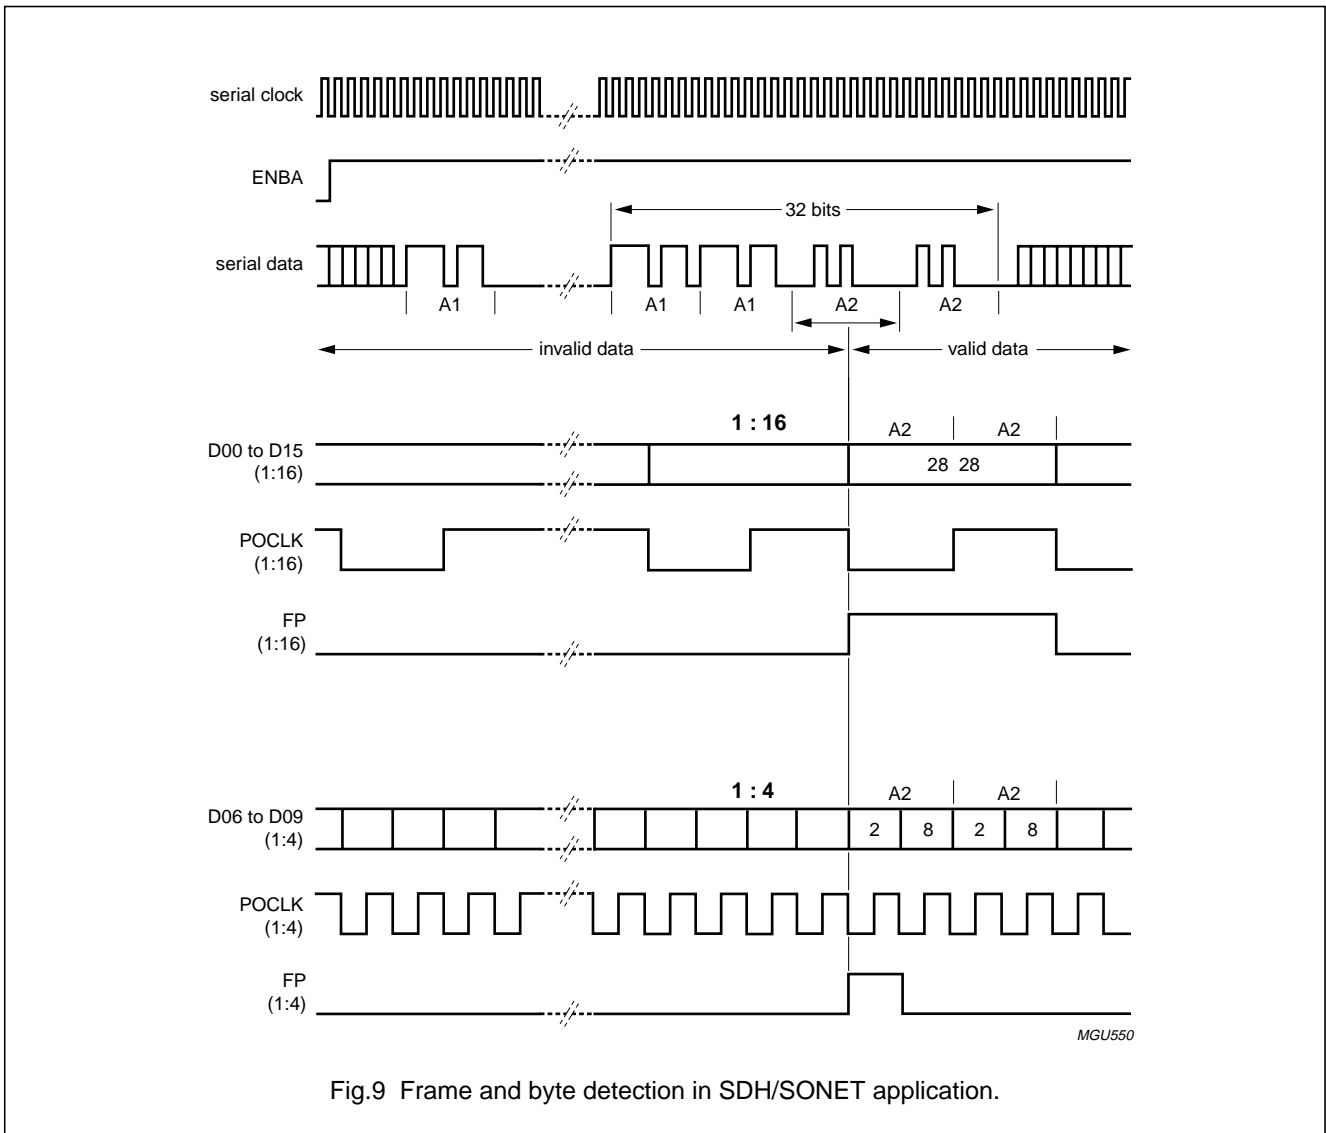 serial clock
ENBA
32 bits
serial data
A1
A1
A1
A2
A2
invalid data
valid data
1 : 16
A2
A2
D00 to D15
(1:16)
28 28
POCLK
(1:16)
FP
(1:16)
1 : 4
A2
A2
D06 to D09
(1:4)
2
8
2
8
POCLK
(1:4)
FP
(1:4)
MGU550
Fig.9 Frame and byte detection in SDH/SONET application.